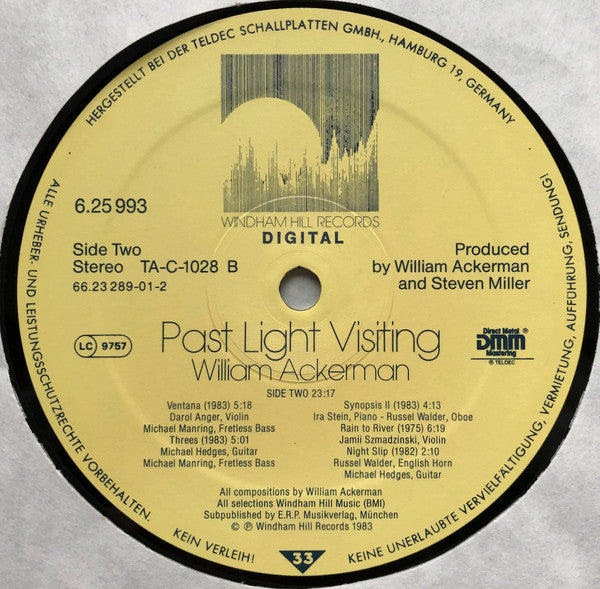 HERGESTELLT BEI DER TELDEC SCHALLPLATTEN GMBH., HAMBURG 19, GERMANY
WINDHAM HILL RECORDS
DIGITAL
6.25 993
Side Two
Stereo TA-C-1028 B
66.23 289-01-2
Produced
by William Ackerman
and Steven Miller
LC 9757
Past Light Visiting
William Ackerman
Direct Metal ®
DMM
Mastering
℗ TELDEC
SIDE TWO 23:17
Ventana (1983) 5:18
Darol Anger, Violin
Michael Manring, Fretless Bass
Threes (1983) 5:01
Michael Hedges, Guitar
Michael Manring, Fretless Bass
Synopsis II (1983) 4:13
Ira Stein, Piano - Russel Walder, Oboe
Rain to River (1975) 6:19
Jamii Szmadzinski, Violin
Night Slip (1982) 2:10
Russel Walder, English Horn
Michael Hedges, Guitar
All compositions by William Ackerman
All selections Windham Hill Music (BMI)
Subpublished by E.R.P. Musikverlag, München
© ℗ Windham Hill Records 1983
33
ALLE URHEBER- UND LEISTUNGSSCHUTZRECHTE VORBEHALTEN.
KEIN VERLEIH!
KEINE UNERLAUBTE VERVIELFÄLTIGUNG, VERMIETUNG, AUFFÜHRUNG, SENDUNG!